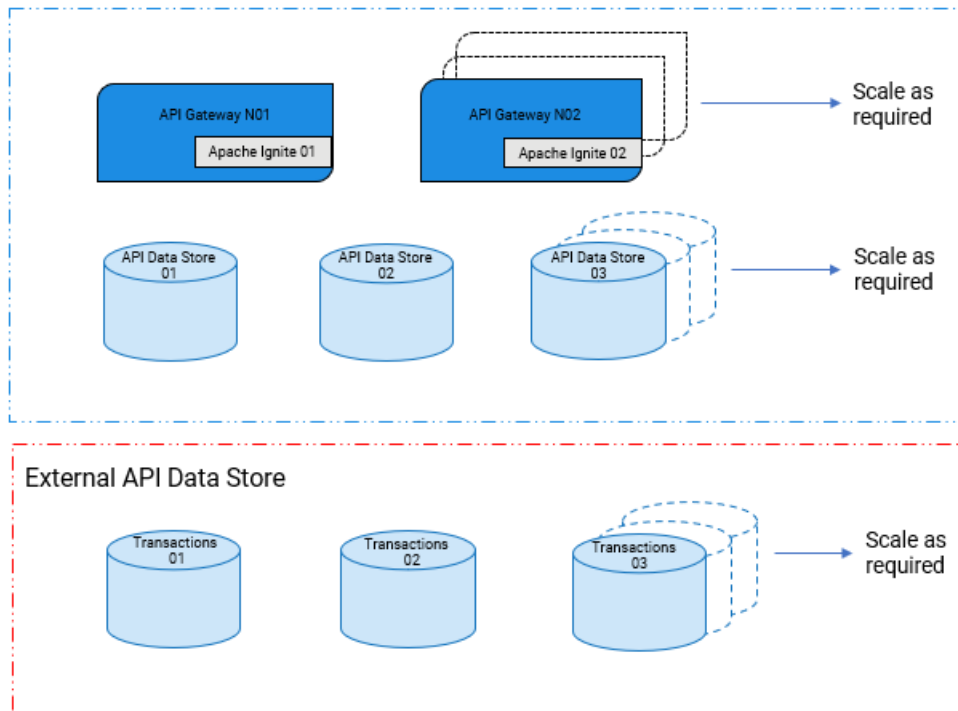 API Gateway N01
Apache Ignite 01
API Gateway N02
Apache Ignite 02
Scale as
required
API Data Store
01
API Data Store
02
API Data Store
03
Scale as
required
External API Data Store
Transactions
01
Transactions
02
Transactions
03
Scale as
required